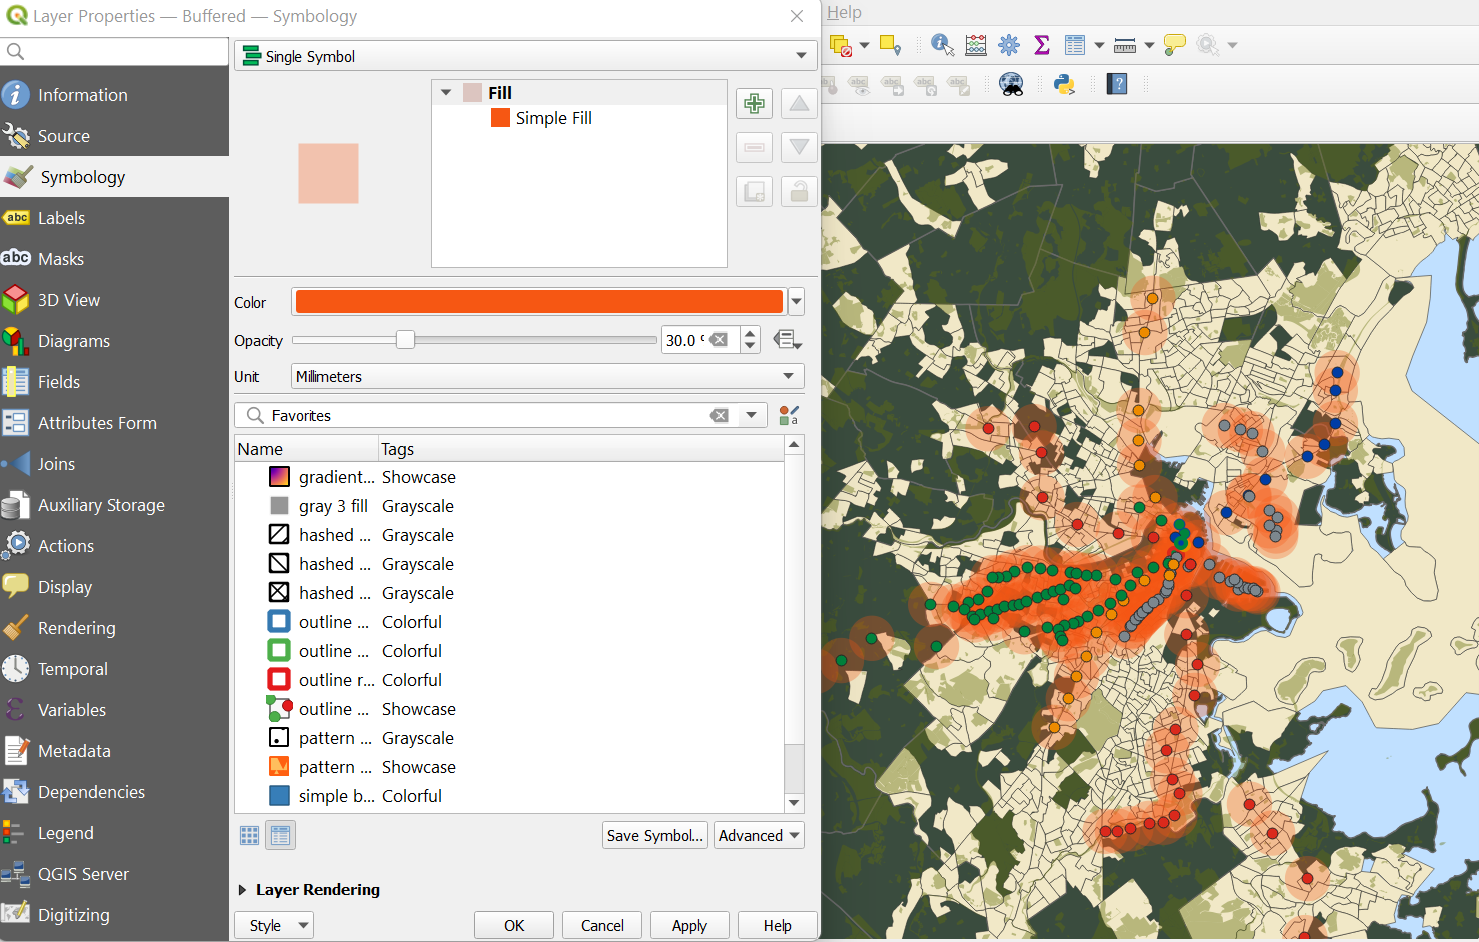 Layer Properties — Buffered — Symbology
Help
Single Symbol
Information
Source
Symbology
abc Labels
abc Masks
3D View
Diagrams
Fields
Attributes Form
Joins
Auxiliary Storage
Actions
Display
Rendering
Temporal
Variables
Metadata
Dependencies
Legend
QGIS Server
Digitizing
Fill
Simple Fill
Color
Opacity
30.0
Unit
Millimeters
Favorites
Name Tags
gradient... Showcase
gray 3 fill Grayscale
hashed ... Grayscale
hashed ... Grayscale
hashed ... Grayscale
outline ... Colorful
outline ... Colorful
outline r... Colorful
outline ... Showcase
pattern ... Grayscale
pattern ... Showcase
simple b... Colorful
Save Symbol... Advanced
Layer Rendering
Style OK Cancel Apply Help